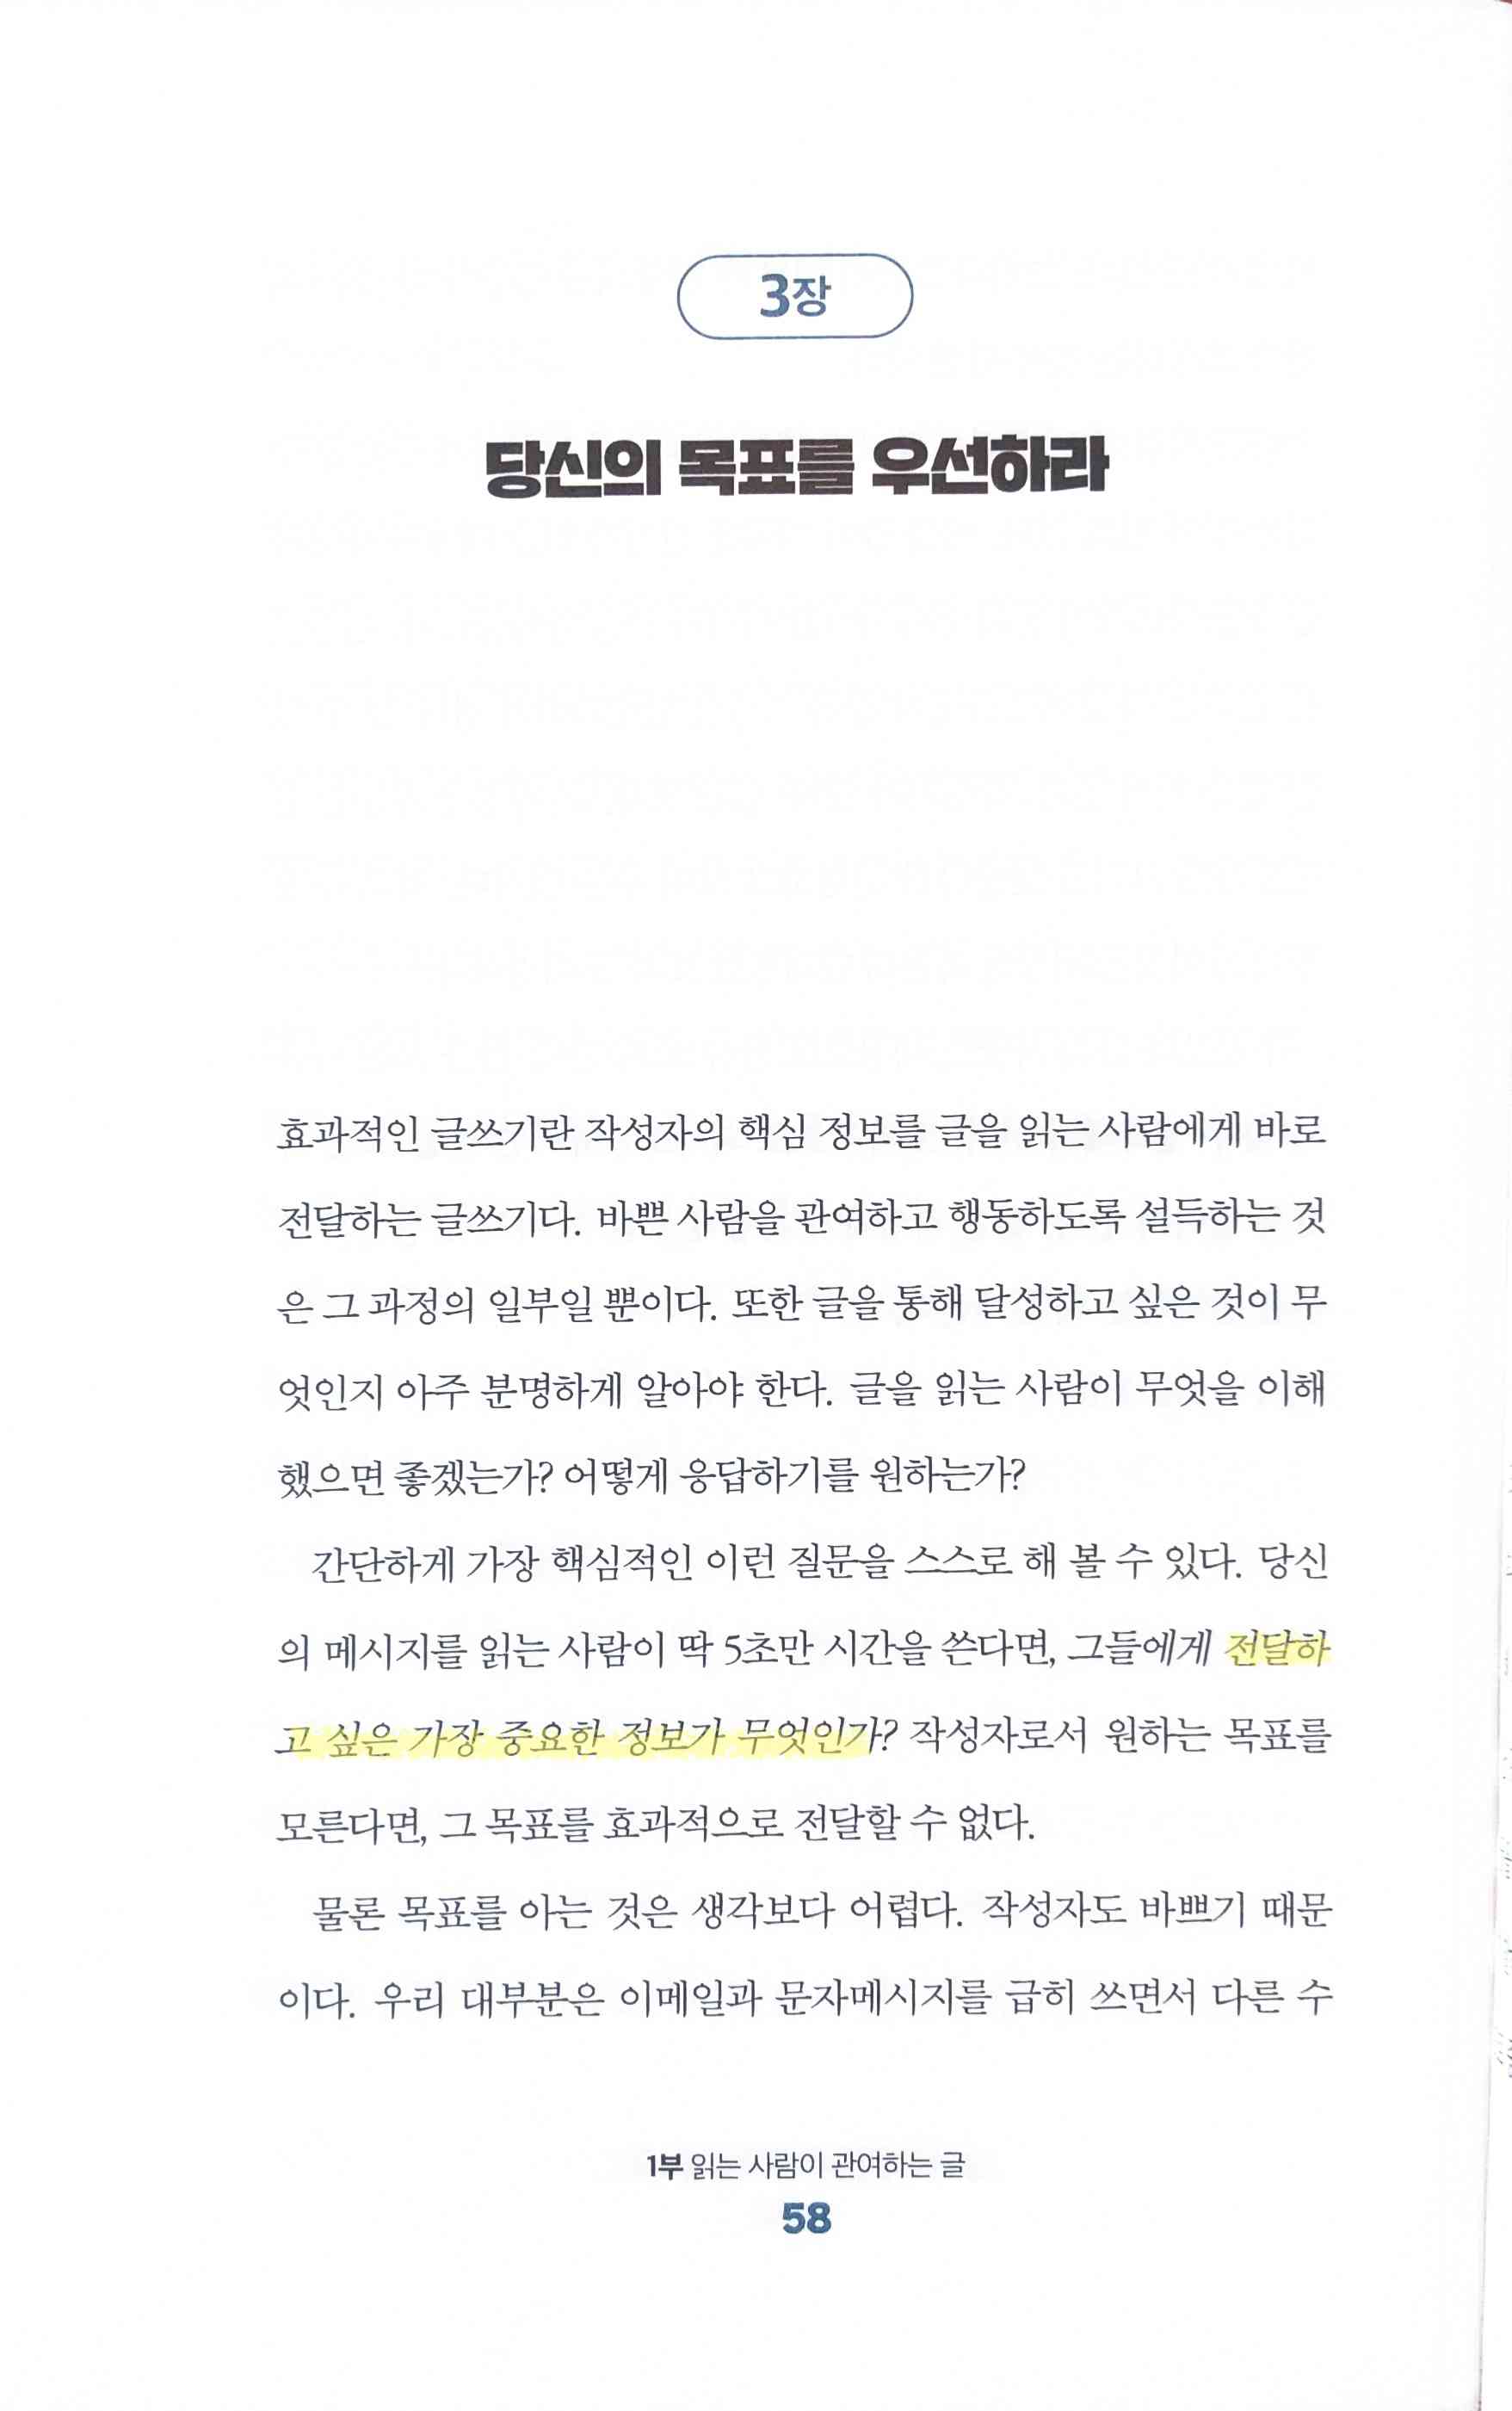 3장
당신의 목표를 우선하라
효과적인 글쓰기란 작성자의 핵심 정보를 글을 읽는 사람에게 바로
전달하는 글쓰기다. 바쁜 사람을 관여하고 행동하도록 설득하는 것
은 그 과정의 일부일 뿐이다. 또한 글을 통해 달성하고 싶은 것이 무
엇인지 아주 분명하게 알아야 한다. 글을 읽는 사람이 무엇을 이해
했으면 좋겠는가? 어떻게 응답하기를 원하는가?
간단하게 가장 핵심적인 이런 질문을 스스로 해 볼 수 있다. 당신
의 메시지를 읽는 사람이 딱 5초만 시간을 쓴다면, 그들에게 전달하
고 싶은 가장 중요한 정보가 무엇인가? 작성자로서 원하는 목표를
모른다면, 그 목표를 효과적으로 전달할 수 없다.
물론 목표를 아는 것은 생각보다 어렵다. 작성자도 바쁘기 때문
이다. 우리 대부분은 이메일과 문자메시지를 급히 쓰면서 다른 수
1부 읽는 사람이 관여하는 글
58